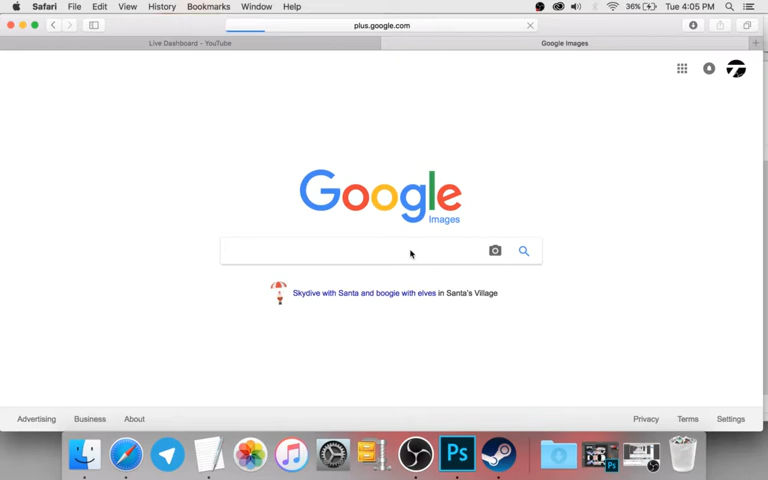 Safari File Edit View History Bookmarks Window Help 36% Tue 4:05 PM
plus.google.com
Live Dashboard - YouTube Google Images
Google
Images
Skydive with Santa and boogie with elves in Santa's Village
Advertising Business About Privacy Terms Settings
Ps Ps